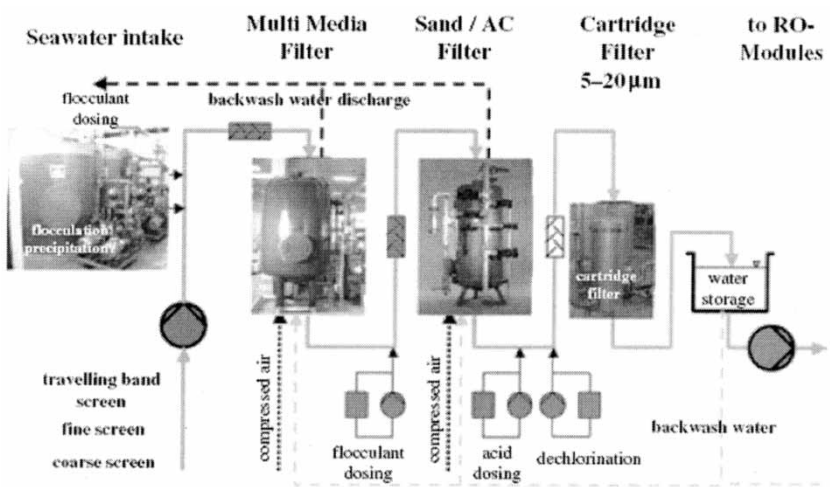 Seawater intake
Multi Media
Filter
Sand / AC
Filter
Cartridge
Filter
5–20µm
to RO-
Modules
flocculant
dosing
backwash water discharge
flocculation
precipitation
cartridge
filter
water
storage
travelling band
screen
fine screen
coarse screen
compressed air
flocculant
dosing
compressed air
acid
dosing
dechlorination
backwash water